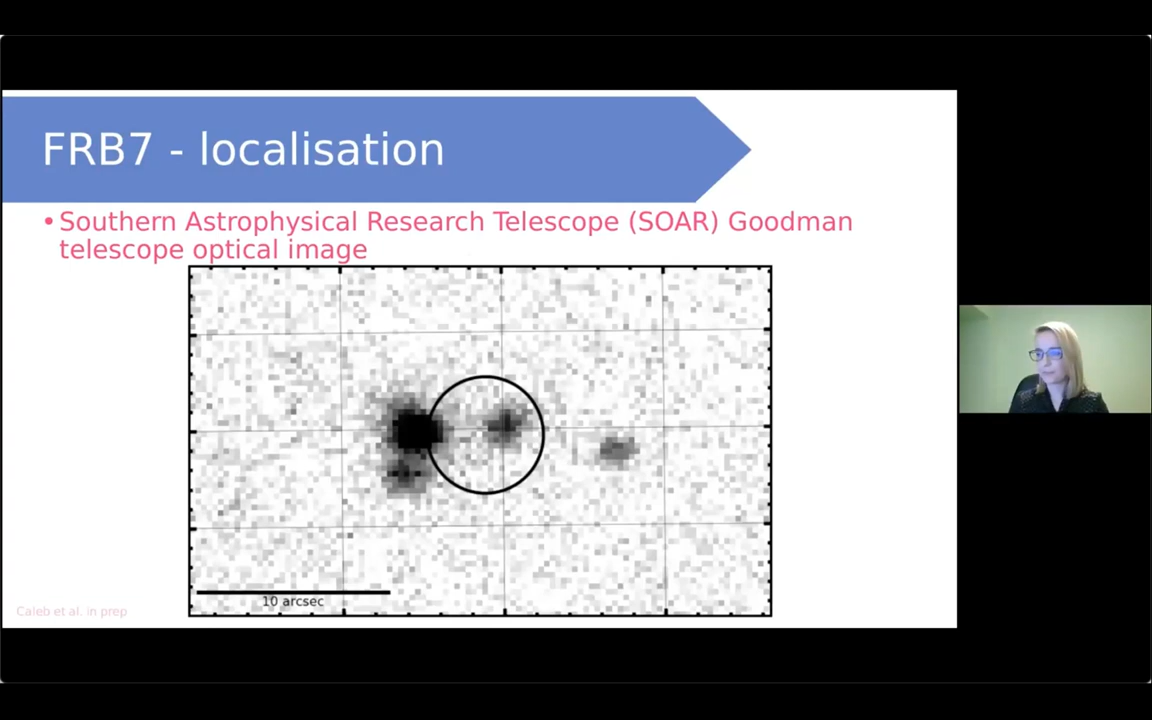 FRB7 - localisation
• Southern Astrophysical Research Telescope (SOAR) Goodman
telescope optical image
10 arcsec
Caleb et al. in prep